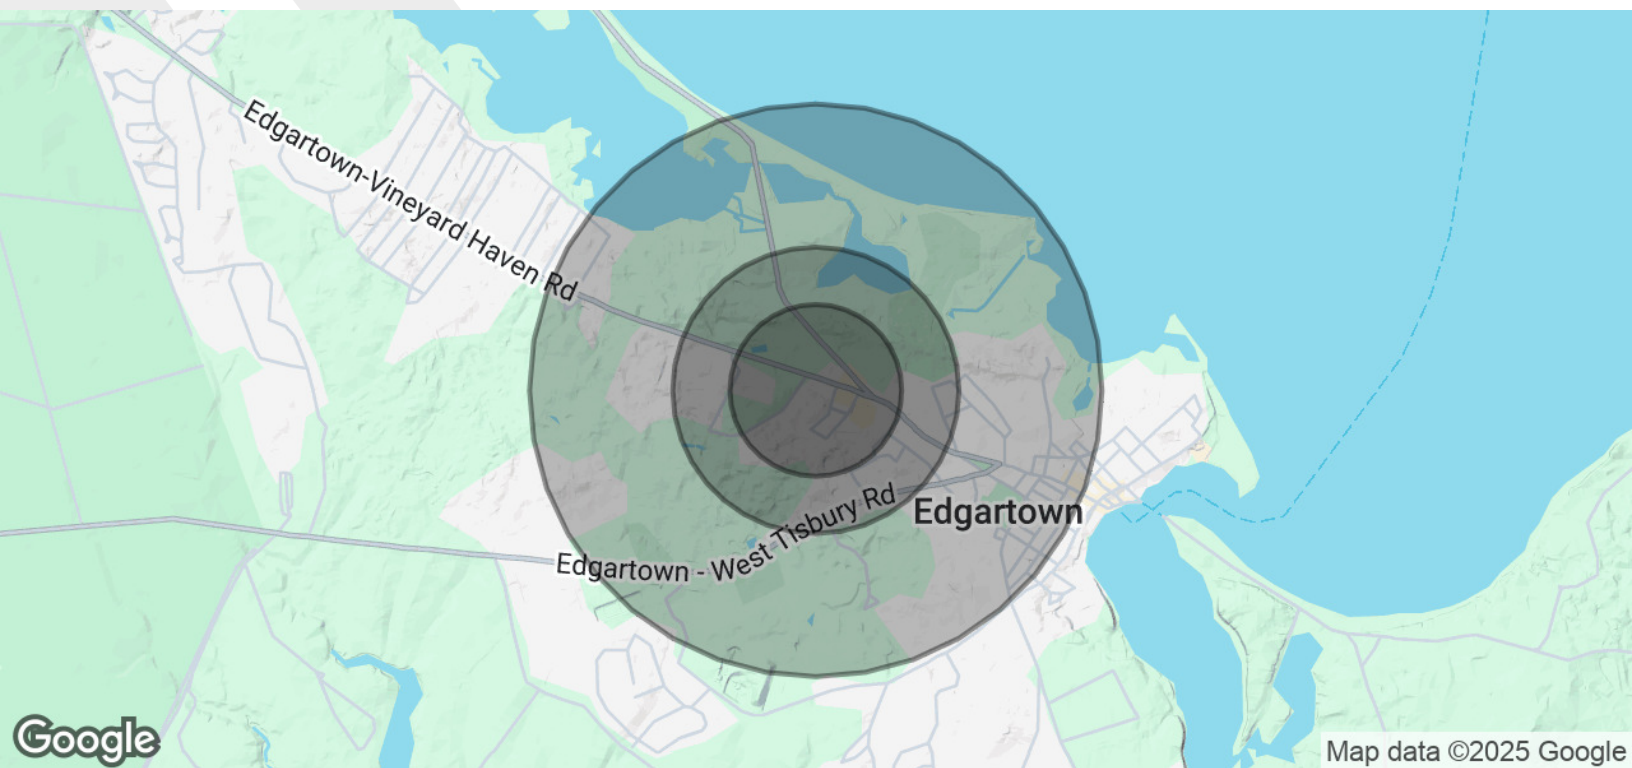 Edgartown-Vineyard Haven Rd
Edgartown - West Tisbury Rd
Edgartown
Google
Map data ©2025 Google